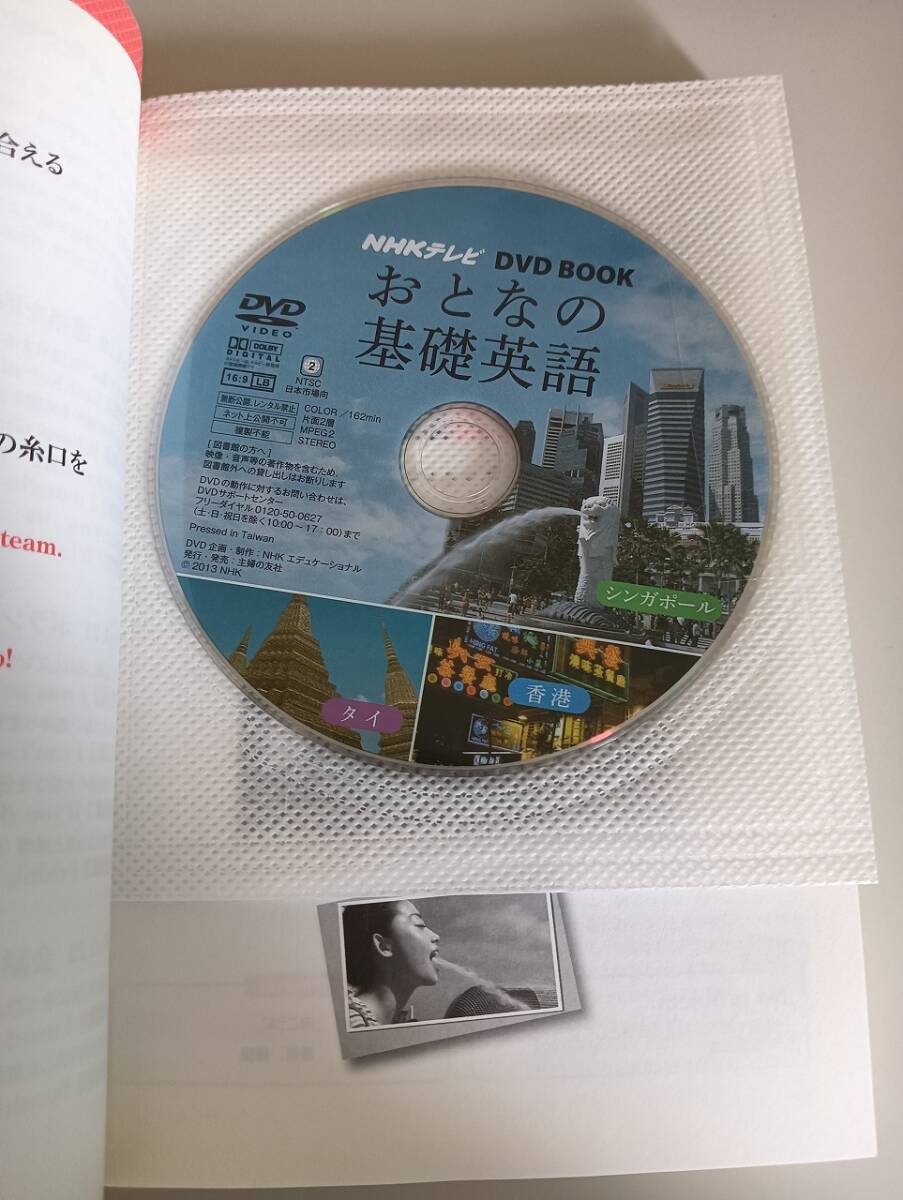 合える
の糸口を
team.
o!
NHKテレビ DVD BOOK
おとなの
基礎英語
DVD
VIDEO
DOLBY
DIGITAL
16:9 LB
2
NTSC
日本市場向
無断公開、レンタル禁止
ネット上公開不可
複製不能
COLOR／162min
片面2層
MPEG2
STEREO
[図書館の方へ]
映像・音声等の著作物を含むため、
図書館外への貸し出しはお断りします
DVDの動作に対するお問い合わせは、
DVDサポートセンター
フリーダイヤル 0120-50-0627
(土・日・祝日を除く10:00〜17:00)まで
Pressed in Taiwan
DVD 企画・制作：NHK エデュケーショナル
発行・発売：主婦の友社
© 2013 NHK
シンガポール
タイ
香港